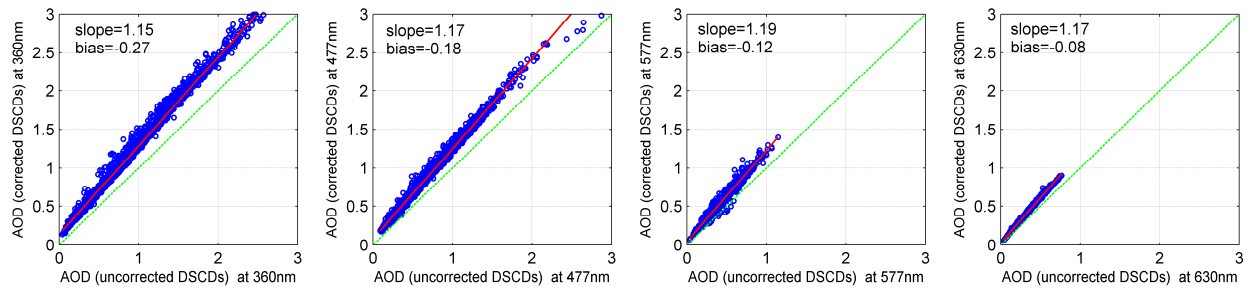 AOD (corrected DSCDs) at 360nm
3
2.5
2
1.5
1
0.5
0
slope=1.15
bias=-0.27
0 1 2 3
AOD (uncorrected DSCDs) at 360nm
AOD (corrected DSCDs) at 477nm
3
2.5
2
1.5
1
0.5
0
slope=1.17
bias=-0.18
0 1 2 3
AOD (uncorrected DSCDs) at 477nm
AOD (corrected DSCDs) at 577nm
3
2.5
2
1.5
1
0.5
0
slope=1.19
bias=-0.12
0 1 2 3
AOD (uncorrected DSCDs) at 577nm
AOD (corrected DSCDs) at 630nm
3
2.5
2
1.5
1
0.5
0
slope=1.17
bias=-0.08
0 1 2 3
AOD (uncorrected DSCDs) at 630nm